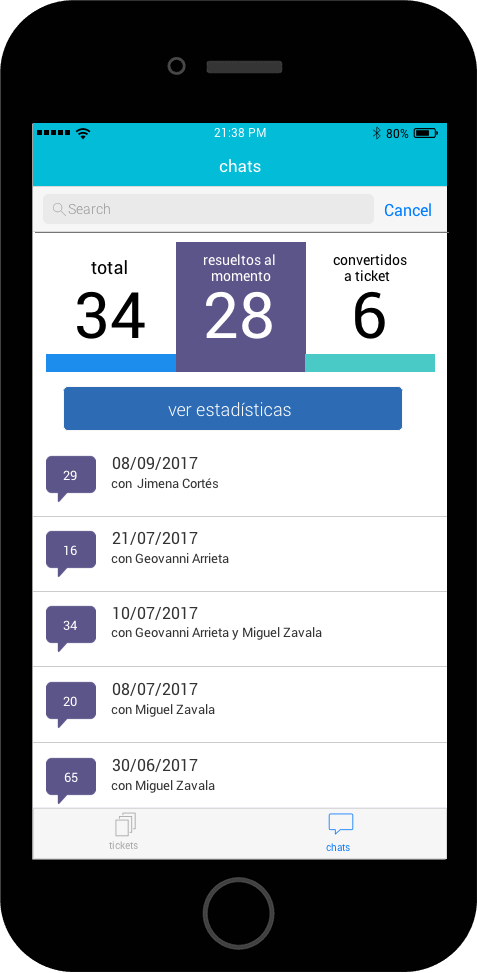 21:38 PM
80%
chats
Search
Cancel
total
34
resueltos al
momento
28
convertidos
a ticket
6
ver estadísticas
29
08/09/2017
con Jimena Cortés
16
21/07/2017
con Geovanni Arrieta
34
10/07/2017
con Geovanni Arrieta y Miguel Zavala
20
08/07/2017
con Miguel Zavala
65
30/06/2017
con Miguel Zavala
tickets
chats